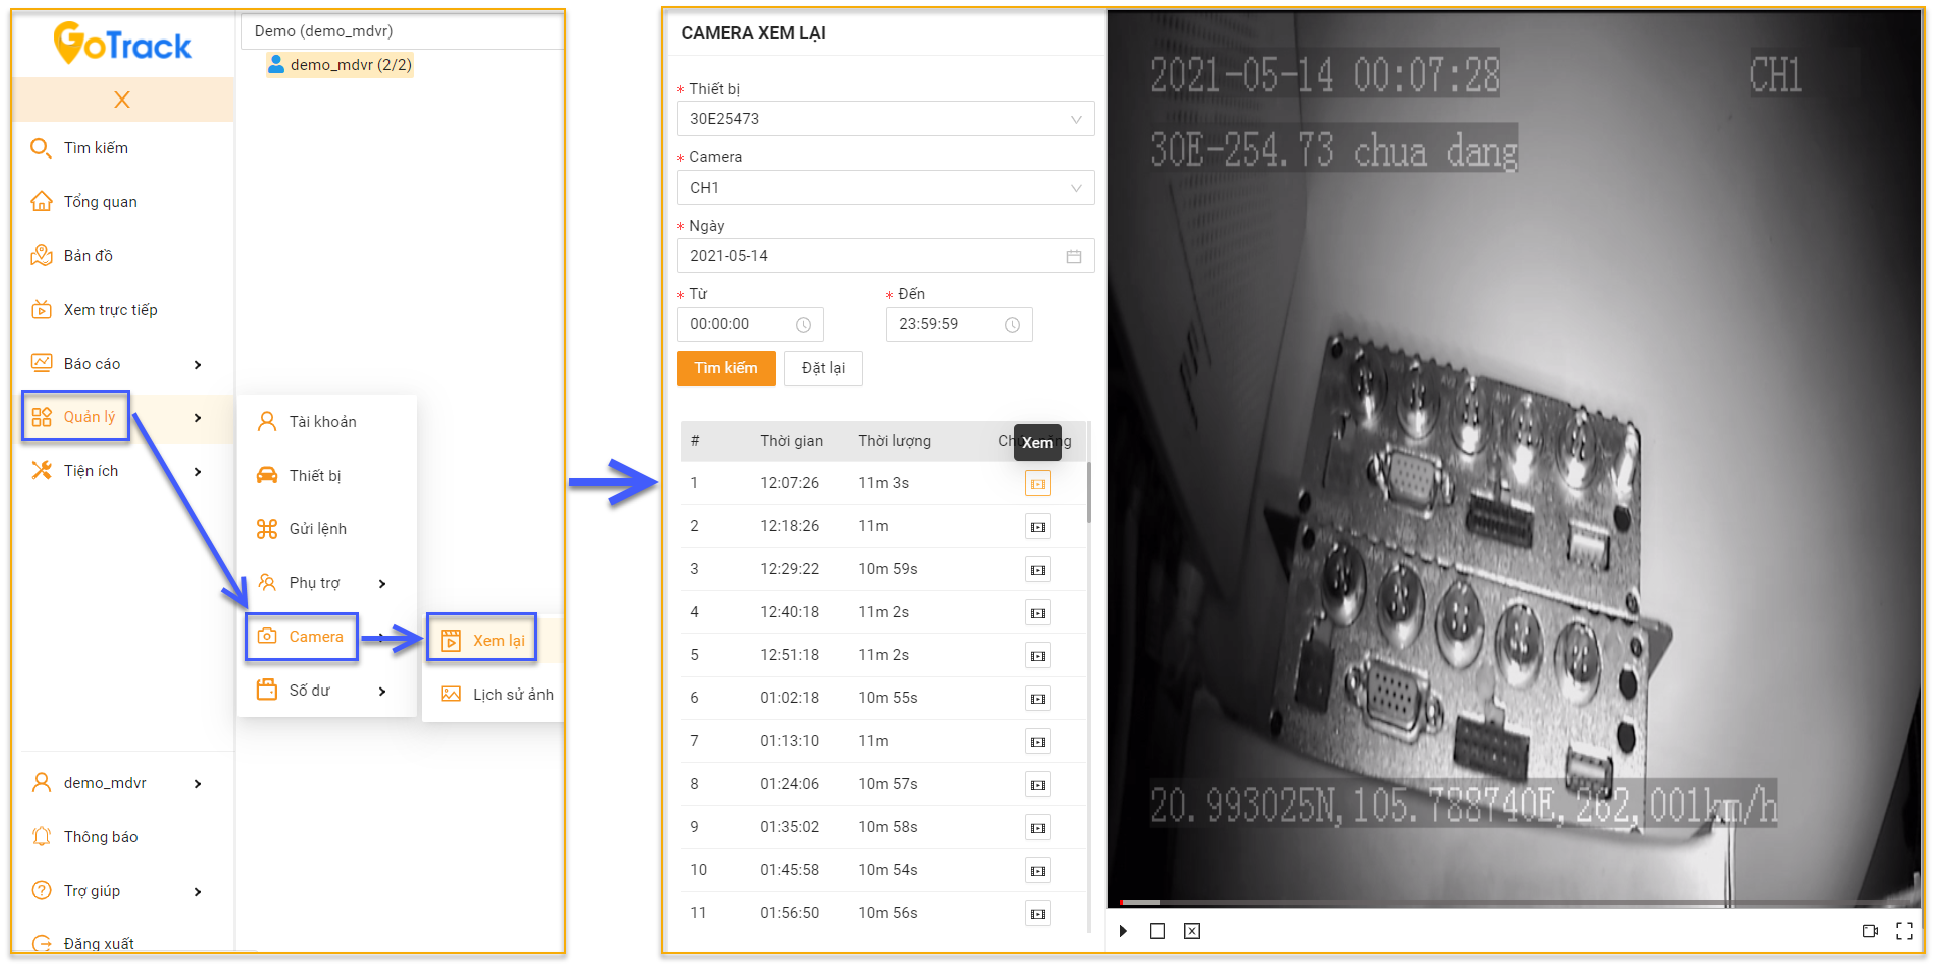 GoTrack
X
Tìm kiếm
Tổng quan
Bản đồ
Xem trực tiếp
Báo cáo
Quản lý
Tiện ích
demo_mdvr
Thông báo
Trợ giúp
Đăng xuất
Demo (demo_mdvr)
demo_mdvr (2/2)
Tài khoản
Thiết bị
Gửi lệnh
Phụ trợ
Camera
Số dư
Xem lại
Lịch sử ảnh
CAMERA XEM LẠI
* Thiết bị
30E25473
* Camera
CH1
* Ngày
2021-05-14
* Từ * Đến
00:00:00 23:59:59
Tìm kiếm Đặt lại
Xem
# Thời gian Thời lượng
1 12:07:26 11m 3s
2 12:18:26 11m
3 12:29:22 10m 59s
4 12:40:18 11m 2s
5 12:51:18 11m 2s
6 01:02:18 10m 55s
7 01:13:10 11m
8 01:24:06 10m 57s
9 01:35:02 10m 58s
10 01:45:58 10m 54s
11 01:56:50 10m 56s
2021-05-14 00:07:28 CH1
30E-254.73 chua dang
20.993025N,105.788740E,262,001km/h